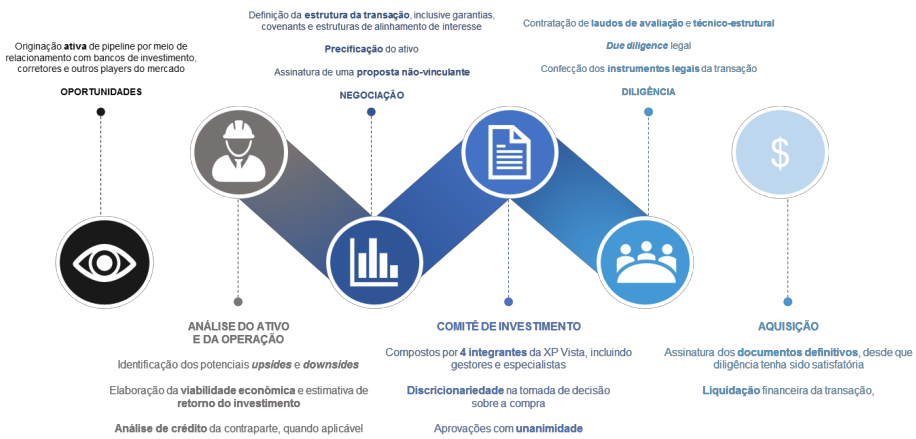 Originação ativa de pipeline por meio de
relacionamento com bancos de investimento,
corretores e outros players do mercado
OPORTUNIDADES
ANÁLISE DO ATIVO
E DA OPERAÇÃO
Identificação dos potenciais upsides e downsides
Elaboração da viabilidade econômica e estimativa de
retorno do investimento
Análise de crédito da contraparte, quando aplicável
Definição da estrutura da transação, inclusive garantias,
covenants e estruturas de alinhamento de interesse
Precificação do ativo
Assinatura de uma proposta não-vinculante
NEGOCIAÇÃO
COMITÊ DE INVESTIMENTO
Compostos por 4 integrantes da XP Vista, incluindo
gestores e especialistas
Discricionariedade na tomada de decisão
sobre a compra
Aprovações com unanimidade
Contratação de laudos de avaliação e técnico-estrutural
Due diligence legal
Confecção dos instrumentos legais da transação
DILIGÊNCIA
$
AQUISIÇÃO
Assinatura dos documentos definitivos, desde que
diligência tenha sido satisfatória
Liquidação financeira da transação,